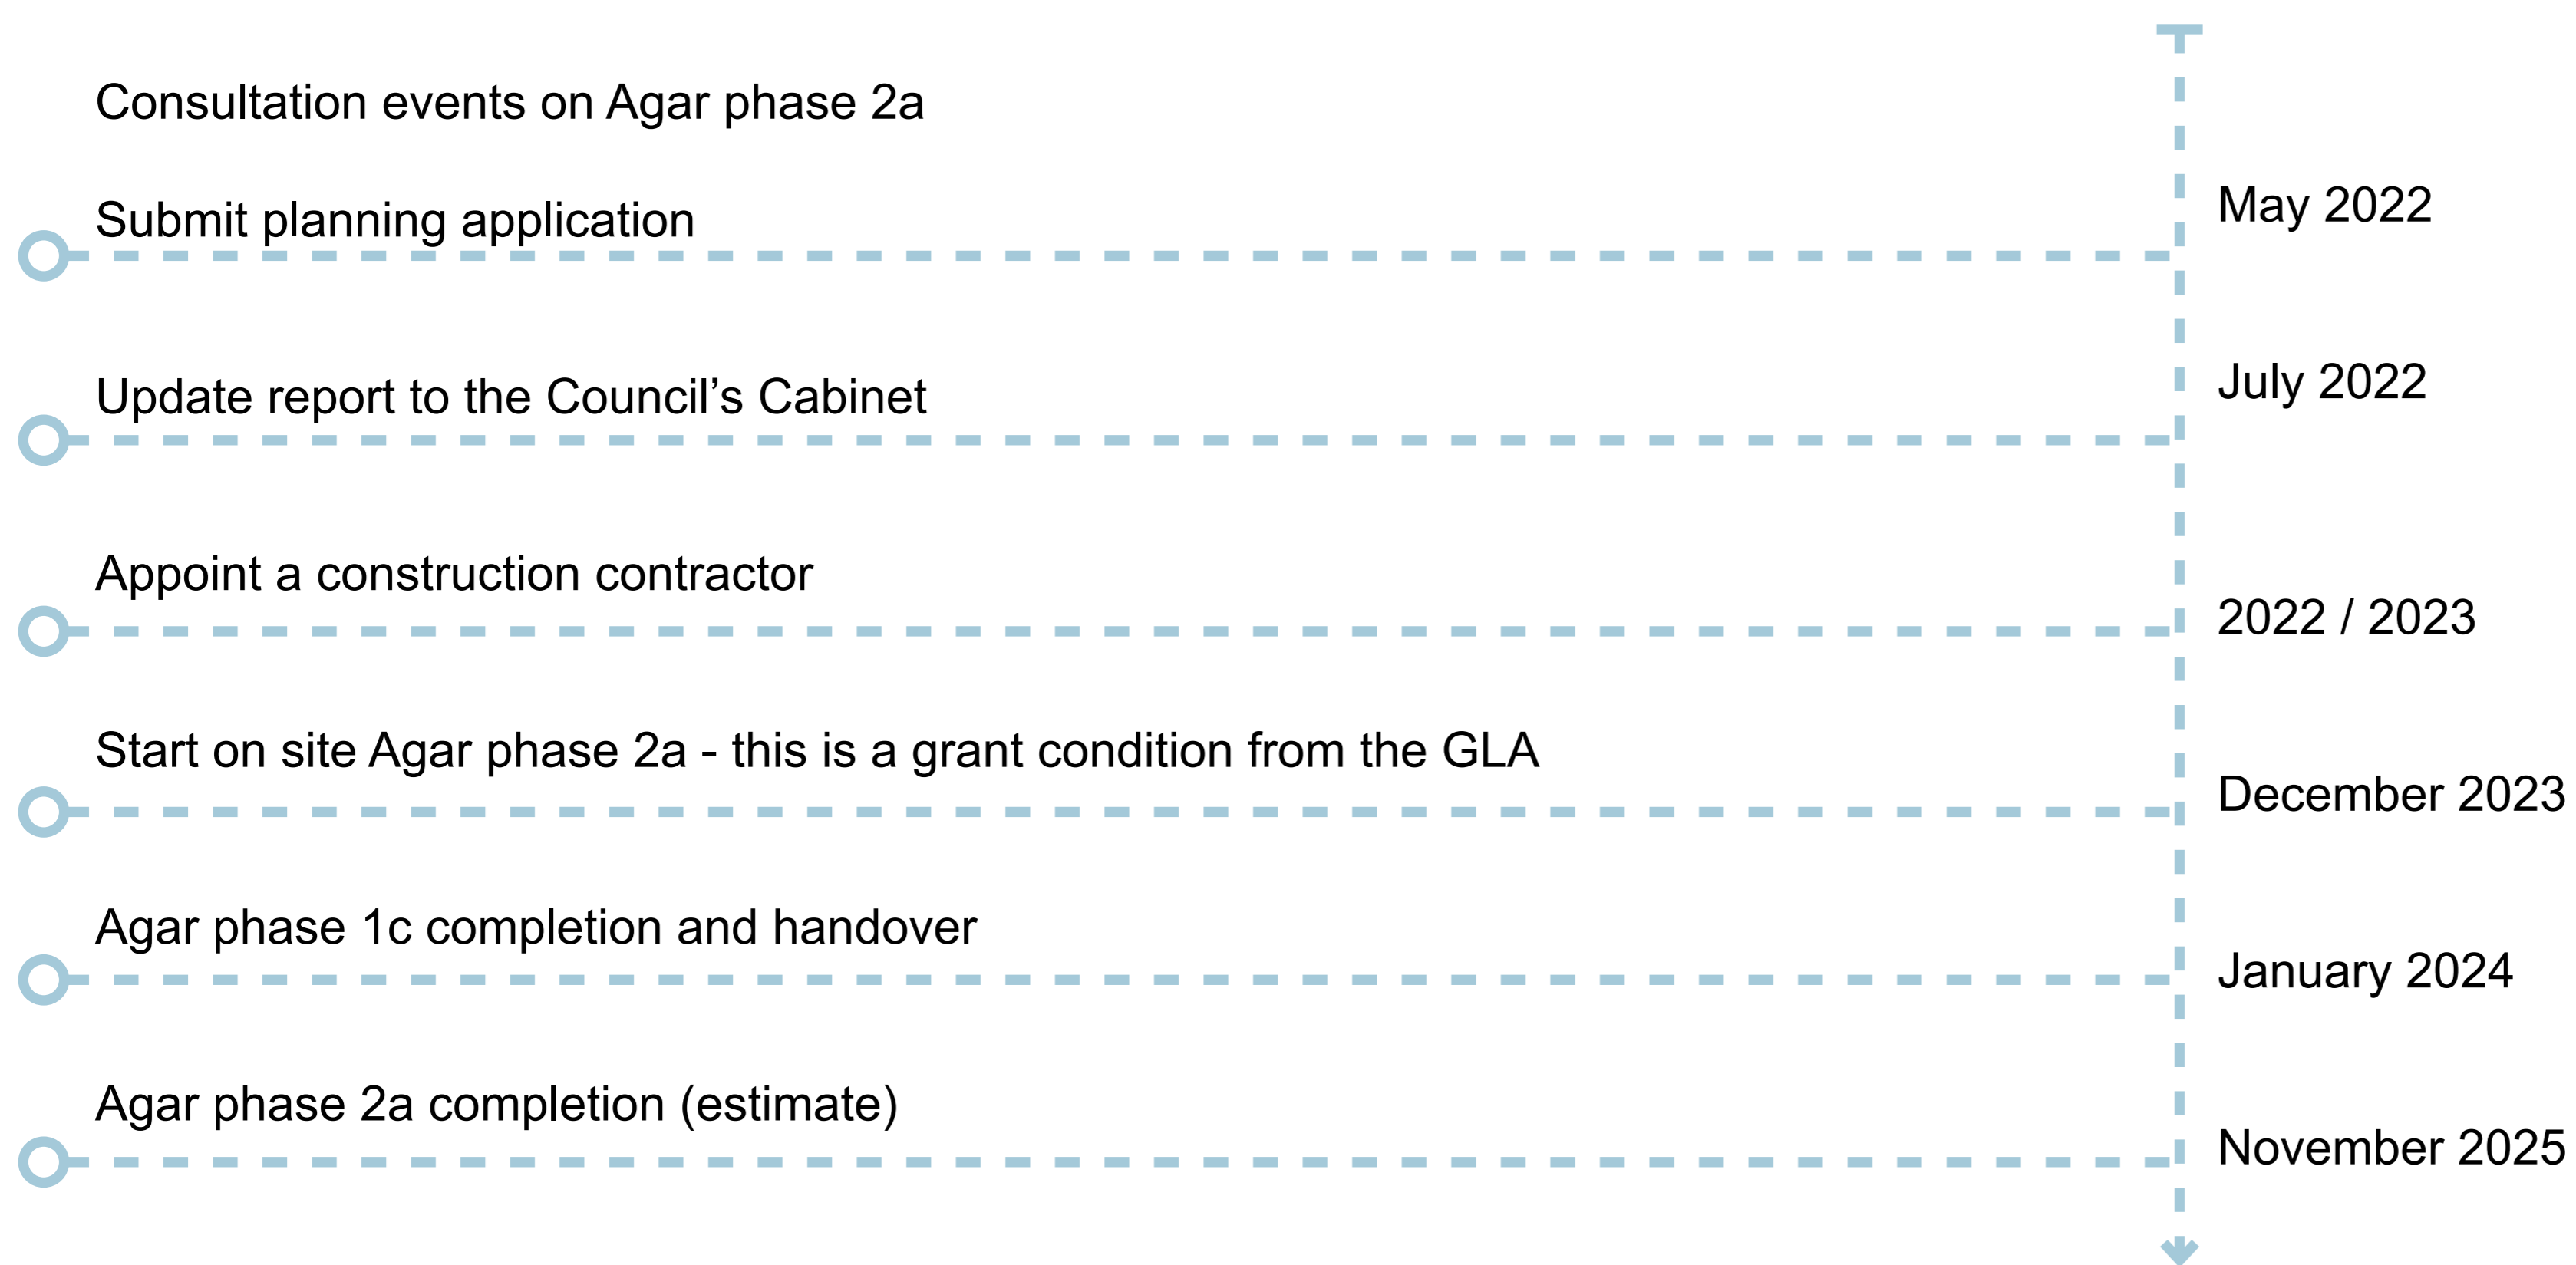 Consultation events on Agar phase 2a
Submit planning application
May 2022
Update report to the Council’s Cabinet
July 2022
Appoint a construction contractor
2022 / 2023
Start on site Agar phase 2a - this is a grant condition from the GLA
December 2023
Agar phase 1c completion and handover
January 2024
Agar phase 2a completion (estimate)
November 2025